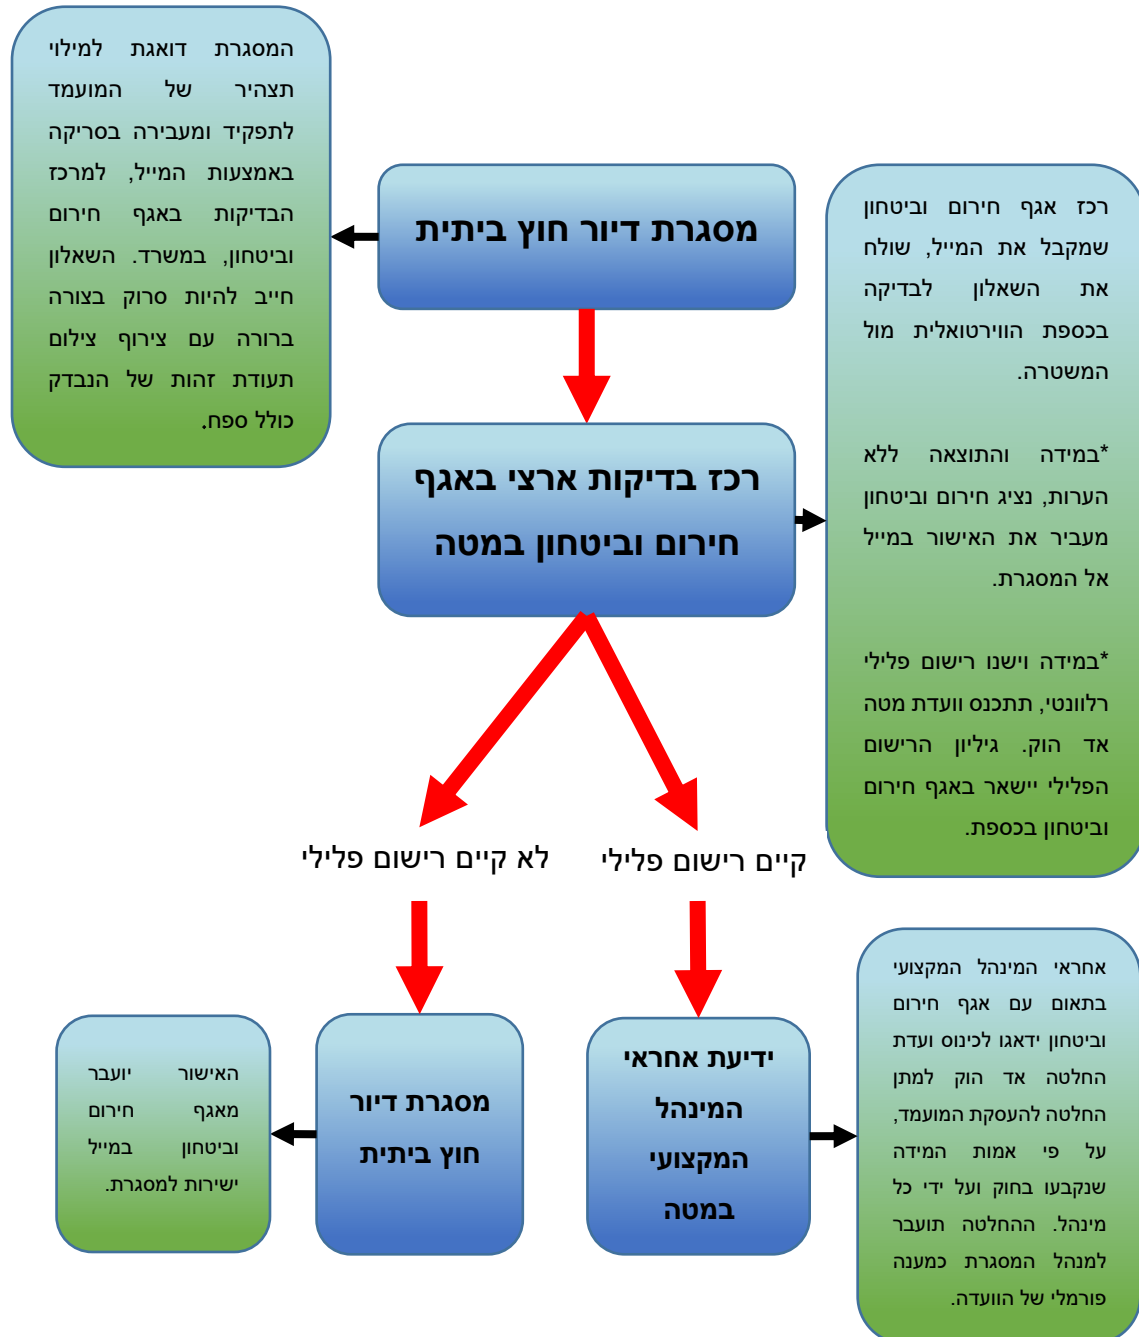 המסגרת דואגת למילוי
תצהיר של המועמד
לתפקיד ומעבירה בסריקה
באמצעות המייל, למרכז
הבדיקות באגף חירום
וביטחון, במשרד. השאלון
חייב להיות סרוק בצורה
ברורה עם צירוף צילום
תעודת זהות של הנבדק
כולל ספח.
מסגרת דיור חוץ ביתית
רכז אגף חירום וביטחון
שמקבל את המייל, שולח
את השאלון לבדיקה
בכספת הווירטואלית מול
המשטרה.
*במידה והתוצאה ללא
הערות, נציג חירום וביטחון
מעביר את האישור במייל
אל המסגרת.
*במידה וישנו רישום פלילי
רלוונטי, תתכנס וועדת מטה
אד הוק. גיליון הרישום
הפלילי יישאר באגף חירום
וביטחון בכספת.
רכז בדיקות ארצי באגף
חירום וביטחון במטה
קיים רישום פלילי
לא קיים רישום פלילי
אחראי המינהל המקצועי
בתאום עם אגף חירום
וביטחון ידאגו לכינוס ועדת
החלטה אד הוק למתן
החלטה להעסקת המועמד,
על פי אמות המידה
שנקבעו בחוק ועל ידי כל
מינהל. ההחלטה תועבר
למנהל המסגרת כמענה
פורמלי של הוועדה.
ידיעת אחראי
המינהל
המקצועי
במטה
מסגרת דיור
חוץ ביתית
האישור יועבר
מאגף חירום
וביטחון במייל
ישירות למסגרת.